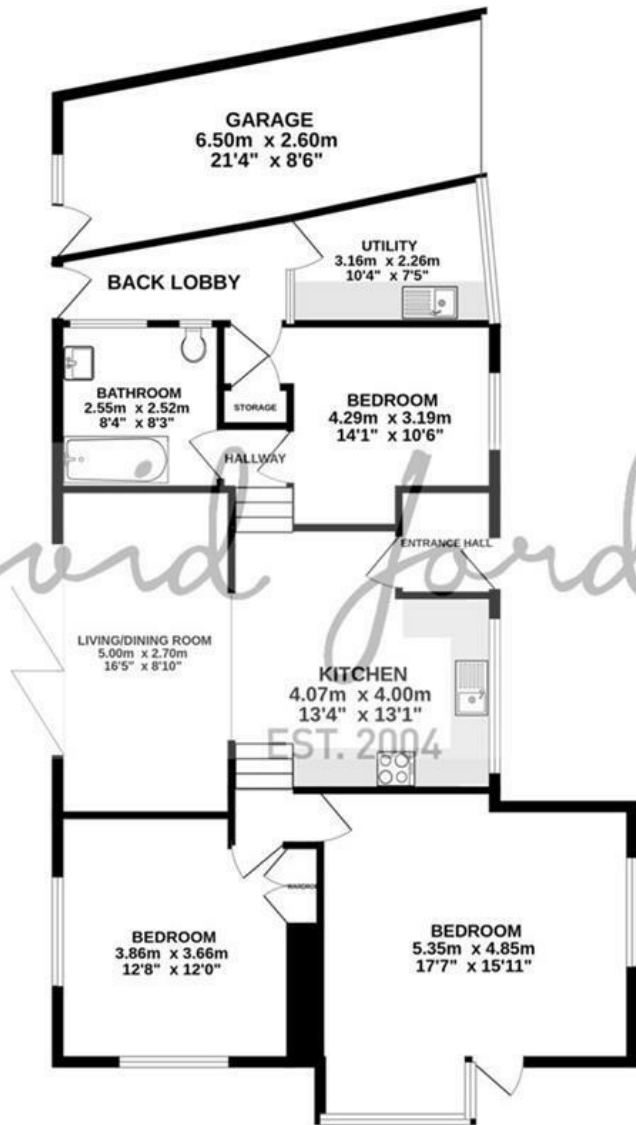 GARAGE
6.50m x 2.60m
21'4" x 8'6"
UTILITY
3.16m x 2.26m
10'4" x 7'5"
BACK LOBBY
BATHROOM
2.55m x 2.52m
8'4" x 8'3"
STORAGE
BEDROOM
4.29m x 3.19m
14'1" x 10'6"
HALLWAY
ENTRANCE HALL
ford
LIVING/DINING ROOM
5.00m x 2.70m
16'5" x 8'10"
KITCHEN
4.07m x 4.00m
13'4" x 13'1"
EST. 2004
BEDROOM
3.86m x 3.66m
12'8" x 12'0"
BEDROOM
5.35m x 4.85m
17'7" x 15'11"